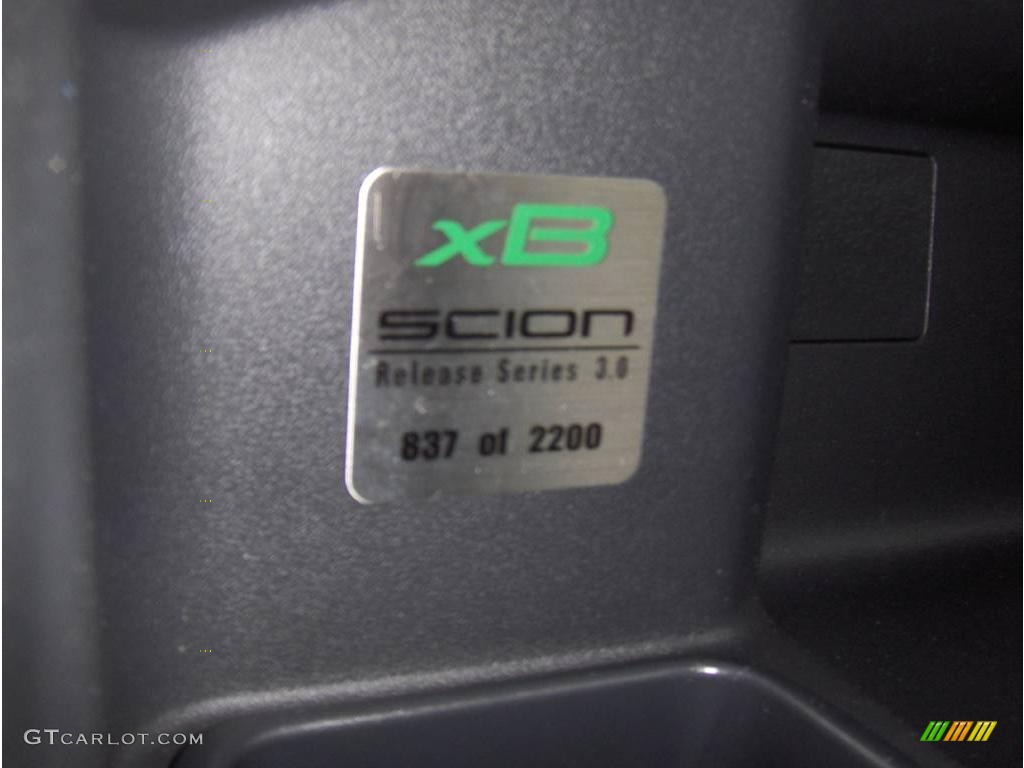 xB
SCION
Release Series 3.0
837 of 2200
GTCARLOT.COM